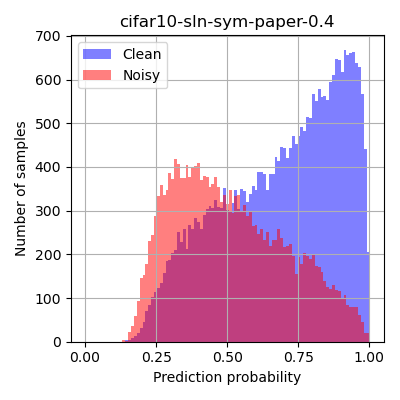 cifar10-sln-sym-paper-0.4
Clean
Noisy
Number of samples
700
600
500
400
300
200
100
0
0.00 0.25 0.50 0.75 1.00
Prediction probability